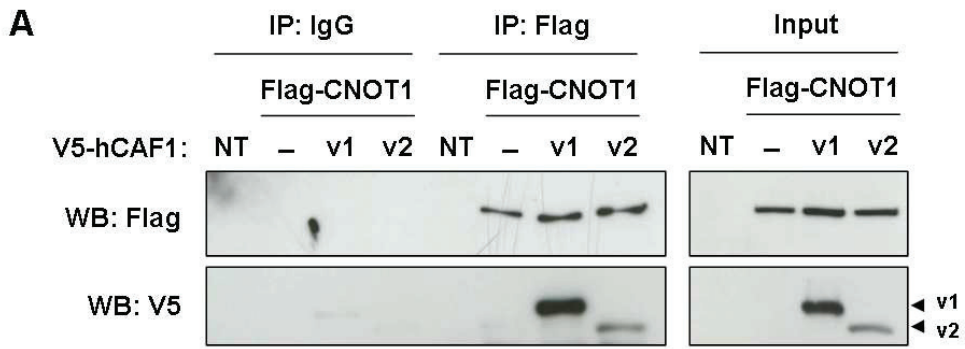 A
IP: IgG IP: Flag Input
Flag-CNOT1 Flag-CNOT1 Flag-CNOT1
V5-hCAF1: NT – v1 v2 NT – v1 v2 NT – v1 v2
WB: Flag
WB: V5
v1
v2